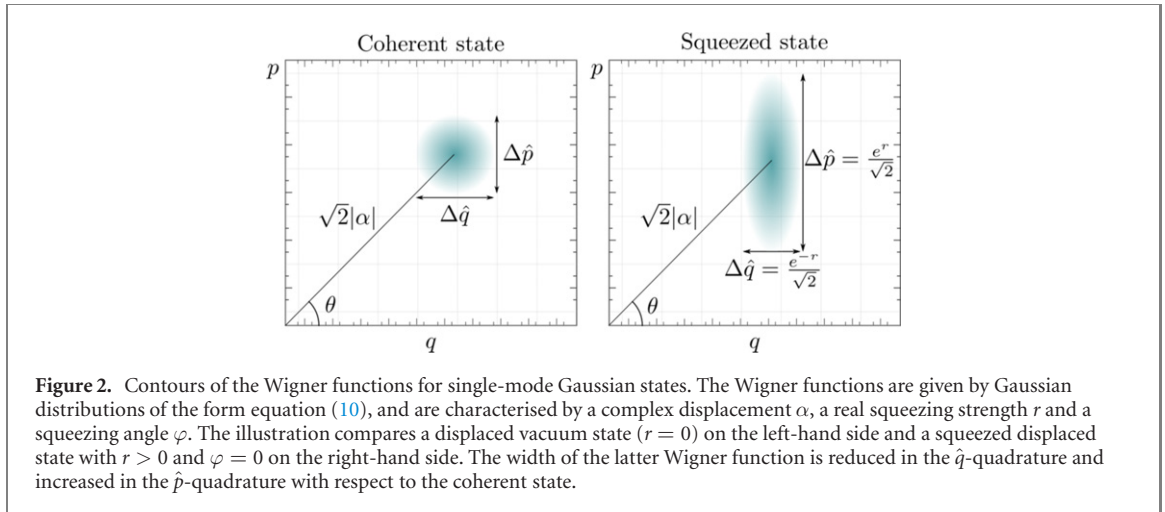 Coherent state
Squeezed state
p
Δp̂
Δq̂
√2|α|
θ
q
p
Δp̂ = e^r/√2
√2|α|
Δq̂ = e^−r/√2
θ
q
Figure 2. Contours of the Wigner functions for single-mode Gaussian states. The Wigner functions are given by Gaussian
distributions of the form equation (10), and are characterised by a complex displacement α, a real squeezing strength r and a
squeezing angle φ. The illustration compares a displaced vacuum state (r = 0) on the left-hand side and a squeezed displaced
state with r > 0 and φ = 0 on the right-hand side. The width of the latter Wigner function is reduced in the q̂-quadrature and
increased in the p̂-quadrature with respect to the coherent state.